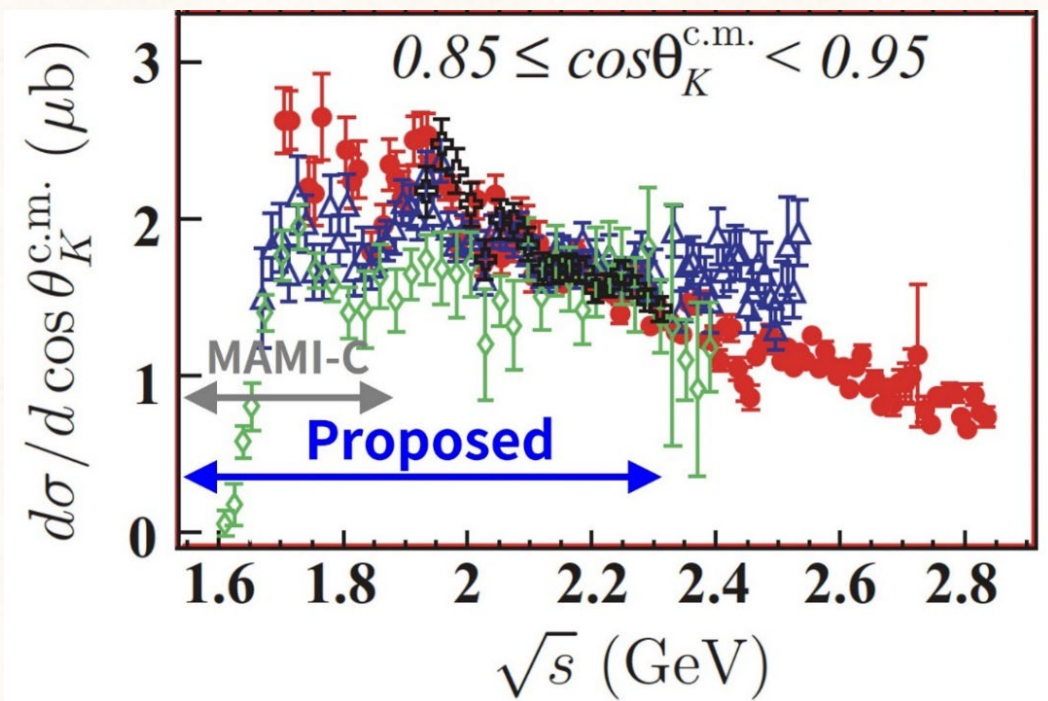 0.85 ≤ cosθ_K^{c.m.} < 0.95
dσ / d cos θ_K^{c.m.} (μb)
3
2
1
0
MAMI-C
Proposed
1.6 1.8 2 2.2 2.4 2.6 2.8
√s (GeV)